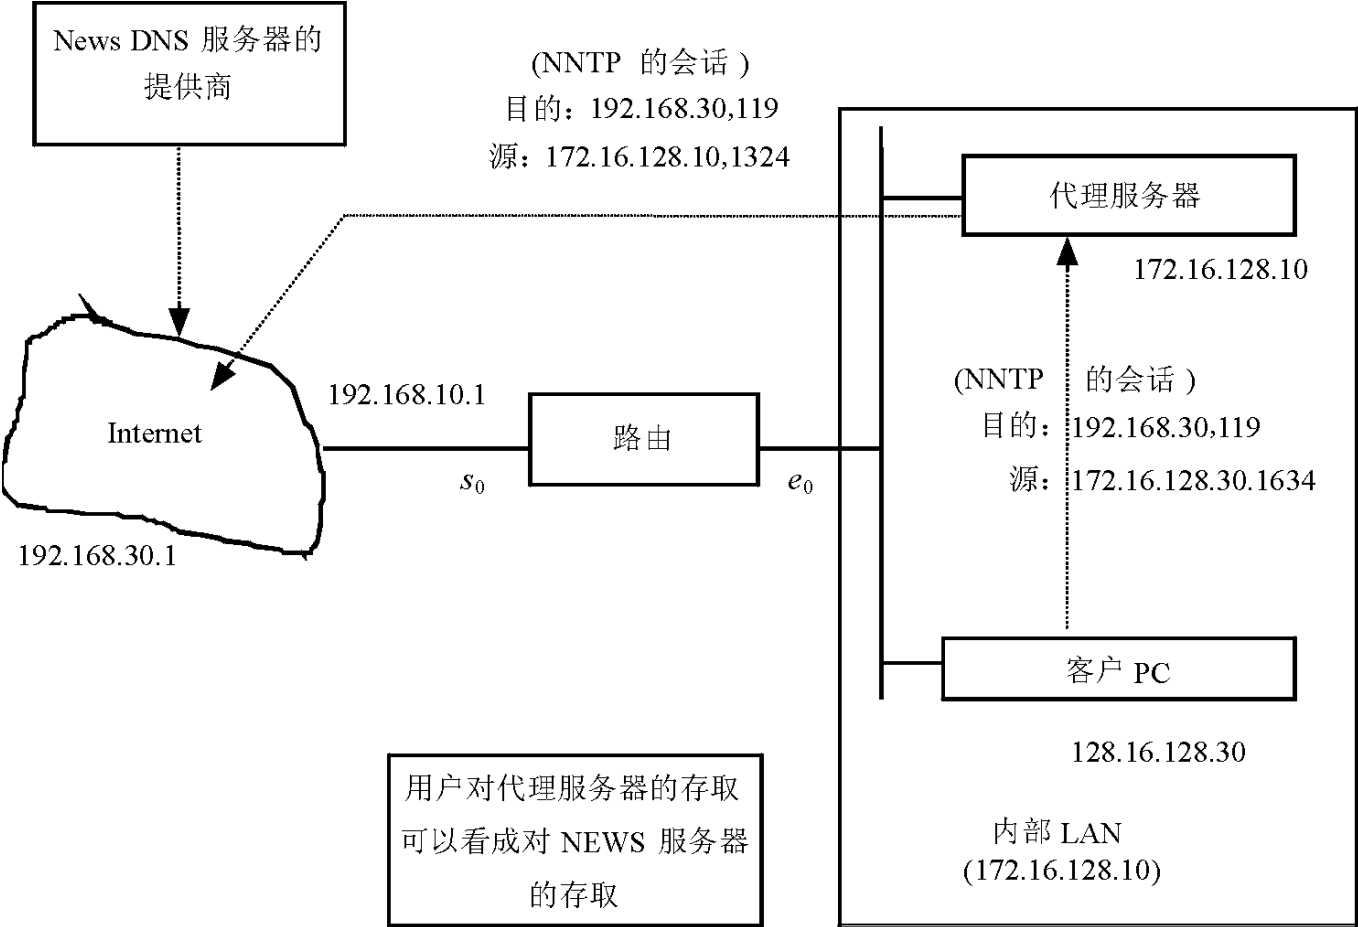 News DNS 服务器的
提供商
(NNTP 的会话)
目的：192.168.30,119
源：172.16.128.10,1324
代理服务器
172.16.128.10
(NNTP 的会话)
目的：192.168.30,119
源：172.16.128.30.1634
192.168.10.1
Internet
路由
s0
e0
192.168.30.1
客户 PC
128.16.128.30
用户对代理服务器的存取
可以看成对 NEWS 服务器
的存取
内部 LAN
(172.16.128.10)